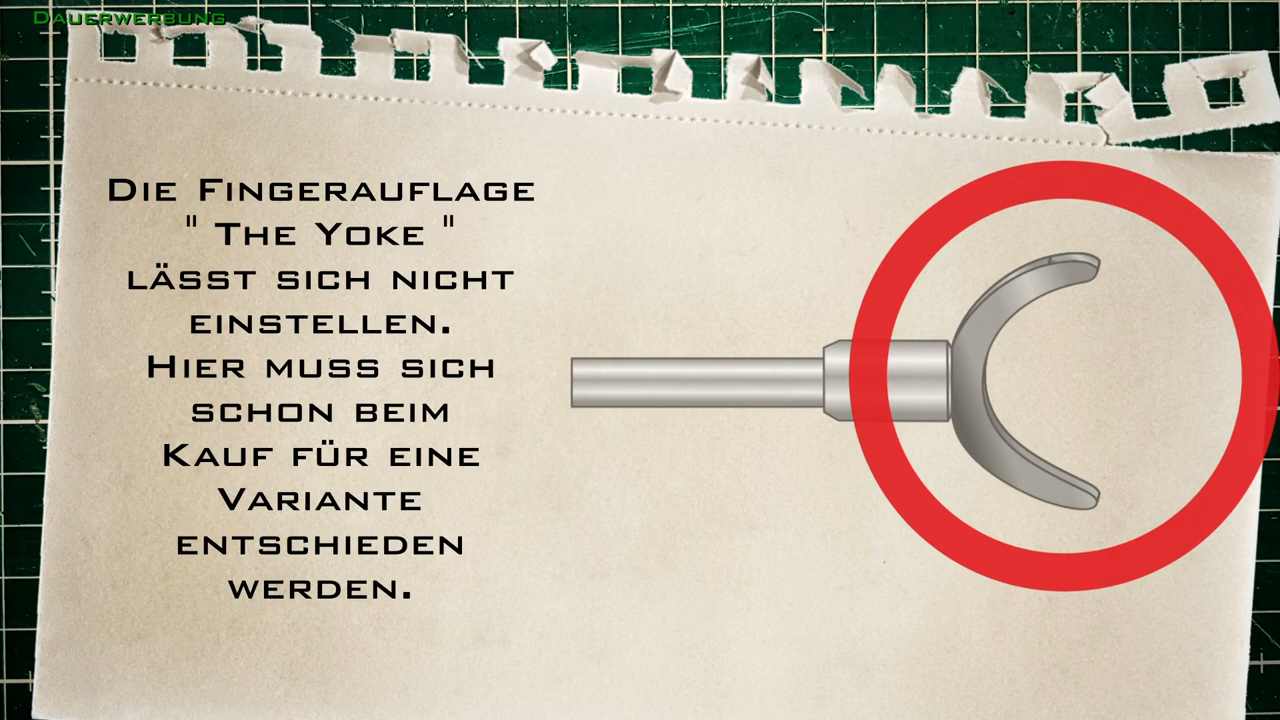 Dauerwerbung
Die Fingerauflage
" The Yoke "
lässt sich nicht
einstellen.
Hier muss sich
schon beim
Kauf für eine
Variante
entschieden
werden.